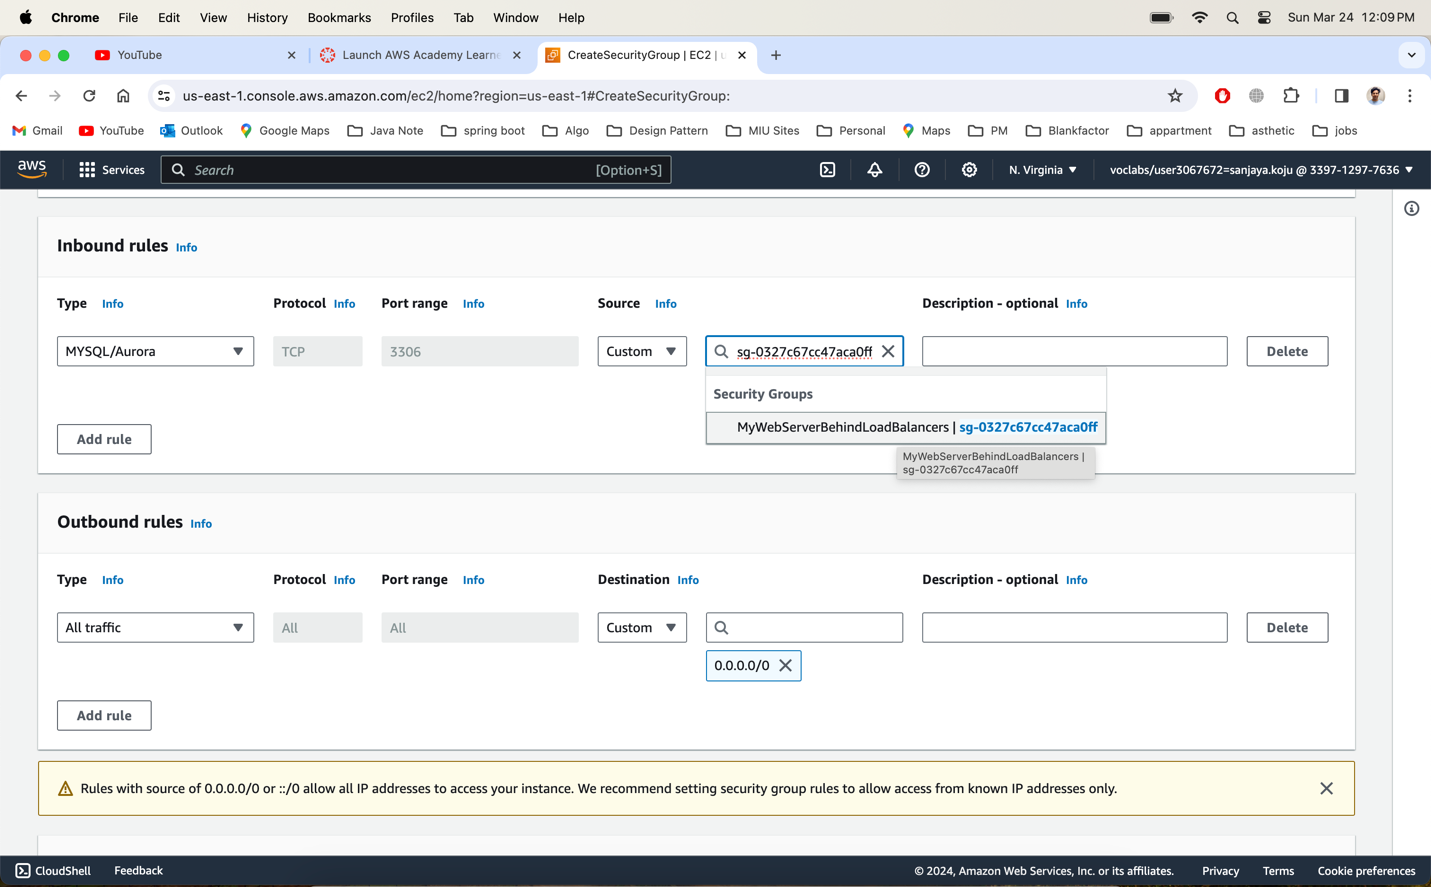 Chrome File Edit View History Bookmarks Profiles Tab Window Help Sun Mar 24 12:09 PM
YouTube Launch AWS Academy Learne CreateSecurityGroup | EC2 | u
us-east-1.console.aws.amazon.com/ec2/home?region=us-east-1#CreateSecurityGroup:
Gmail YouTube Outlook Google Maps Java Note spring boot Algo Design Pattern MIU Sites Personal Maps PM Blankfactor appartment asthetic jobs
aws Services Search [Option+S] N. Virginia voclabs/user3067672=sanjaya.koju @ 3397-1297-7636
Inbound rules Info
Type Info Protocol Info Port range Info Source Info Description - optional Info
MYSQL/Aurora TCP 3306 Custom sg-0327c67cc47aca0ff Delete
Security Groups
MyWebServerBehindLoadBalancers | sg-0327c67cc47aca0ff
Add rule
MyWebServerBehindLoadBalancers |
sg-0327c67cc47aca0ff
Outbound rules Info
Type Info Protocol Info Port range Info Destination Info Description - optional Info
All traffic All All Custom Delete
0.0.0.0/0
Add rule
Rules with source of 0.0.0.0/0 or ::/0 allow all IP addresses to access your instance. We recommend setting security group rules to allow access from known IP addresses only.
CloudShell Feedback © 2024, Amazon Web Services, Inc. or its affiliates. Privacy Terms Cookie preferences